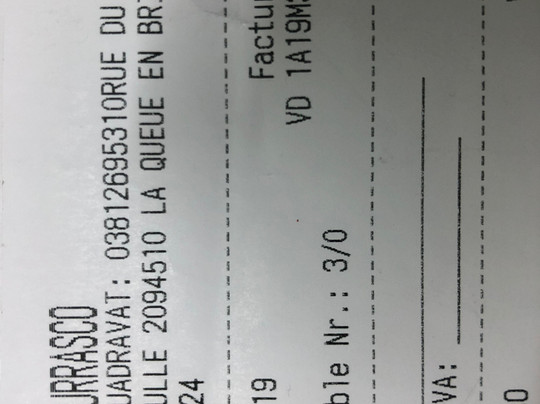 URRASCO
UADRAVAT: 03812695310RUE DU
ULLE 2094510 LA QUEUE EN BR
24
19 Factu
VD 1A19M
ble Nr.: 3/0
VA:
0